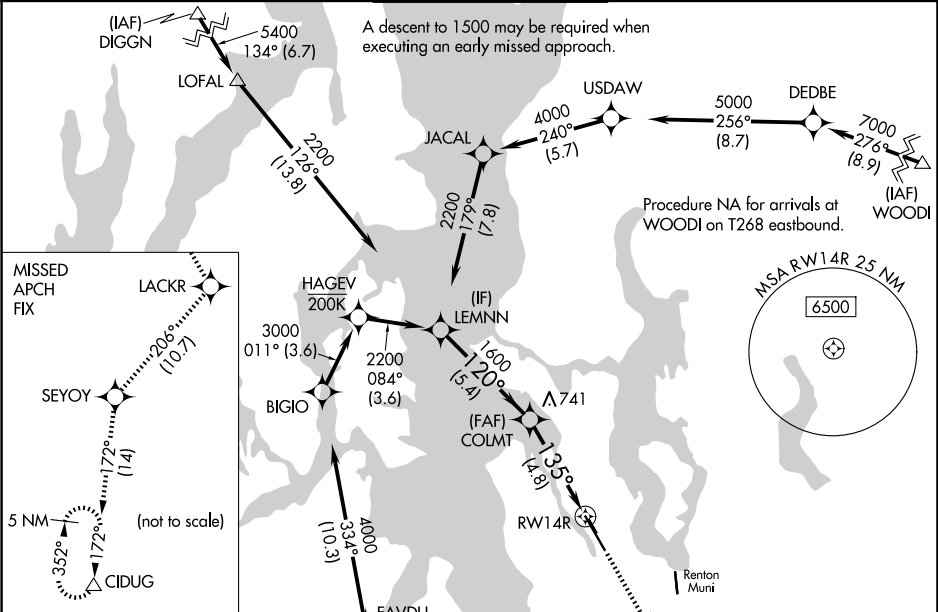 (IAF)
DIGGN
5400
134° (6.7)
LOFAL
A descent to 1500 may be required when
executing an early missed approach.
USDAW
DEDBE
4000
240°
(5.7)
5000
256°
(8.7)
7000
276°
(8.9)
(IAF)
WOODI
JACAL
2200
126°
(13.8)
2200
179°
(7.8)
Procedure NA for arrivals at
WOODI on T268 eastbound.
MSA RW14R 25 NM
6500
MISSED
APCH
FIX
LACKR
206°
(10.7)
SEYOY
172°
(14)
5 NM
(not to scale)
352°
172°
CIDUG
HAGEV
200K
(IF)
LEMNN
3000
011° (3.6)
2200
084°
(3.6)
BIGIO
1600
120°
(5.4)
741
(FAF)
COLMT
135°
(4.8)
RW14R
4000
334°
(10.3)
Renton
Muni